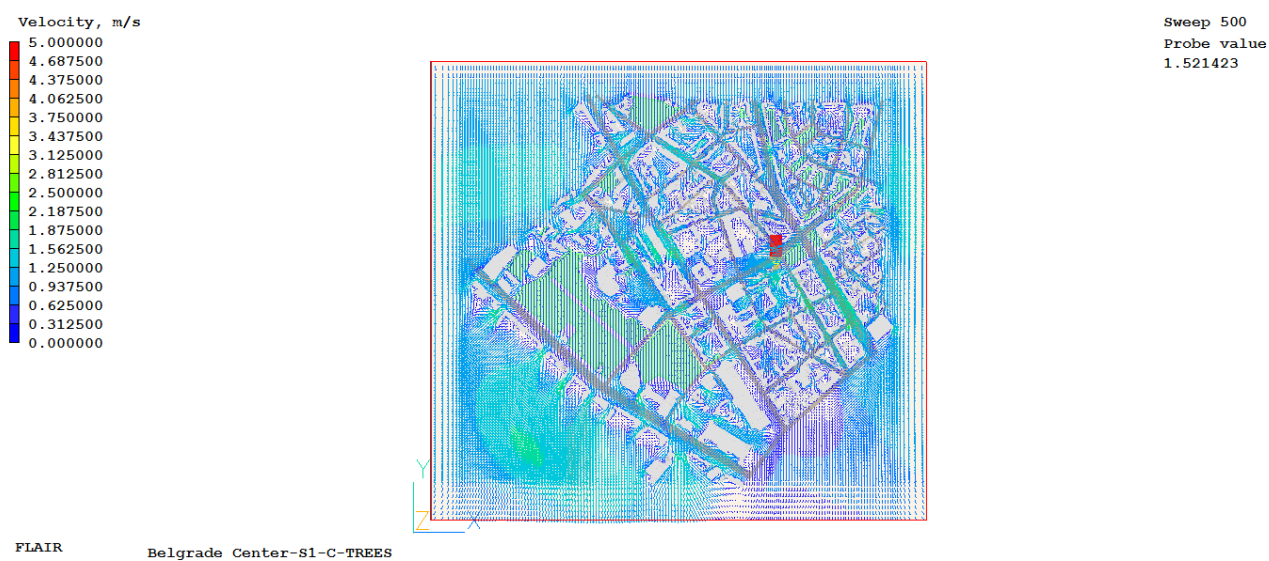 Velocity, m/s
5.000000
4.687500
4.375000
4.062500
3.750000
3.437500
3.125000
2.812500
2.500000
2.187500
1.875000
1.562500
1.250000
0.937500
0.625000
0.312500
0.000000
Sweep 500
Probe value
1.521423
Y
Z
X
FLAIR
Belgrade Center-S1-C-TREES